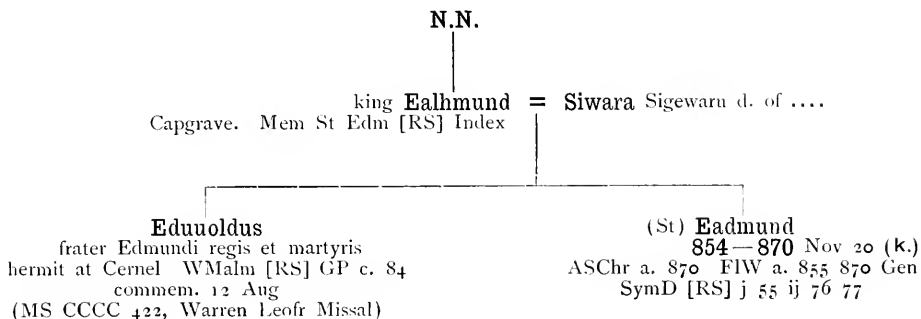 N.N.
king Ealhmund = Siwara Sigewaru d. of ....
Capgrave. Mem St Edm [RS] Index
Eduuoldus
frater Edmundi regis et martyris
hermit at Cernel WMalm [RS] GP c. 84
commem. 12 Aug
(MS CCCC 422, Warren Leofr Missal)
(St) Eadmund
854—870 Nov 20 (k.)
ASChr a. 870 FlW a. 855 870 Gen
SymD [RS] j 55 ij 76 77